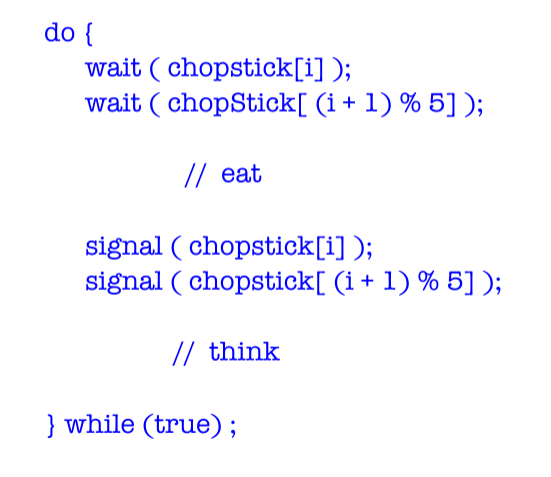 do {
wait ( chopstick[i] );
wait ( chopStick[ (i + 1) % 5] );
// eat
signal ( chopstick[i] );
signal ( chopstick[ (i + 1) % 5] );
// think
} while (true) ;